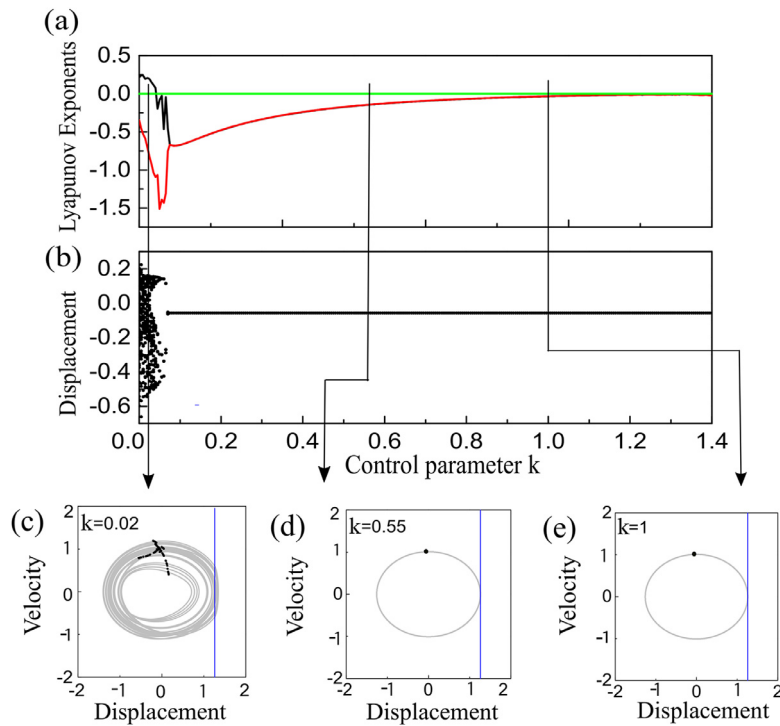 (a)
Lyapunov Exponents
0.5
0.0
-0.5
-1.0
-1.5
(b)
Displacement
0.2
0.0
-0.2
-0.4
-0.6
0.0 0.2 0.4 0.6 0.8 1.0 1.2 1.4
Control parameter k
(c)
k=0.02
Velocity
2
1
0
-1
-2
-2 -1 0 1 2
Displacement
(d)
k=0.55
Velocity
2
1
0
-1
-2
-2 0 2
Displacement
(e)
k=1
Velocity
2
1
0
-1
-2
-2 -1 0 1 2
Displacement